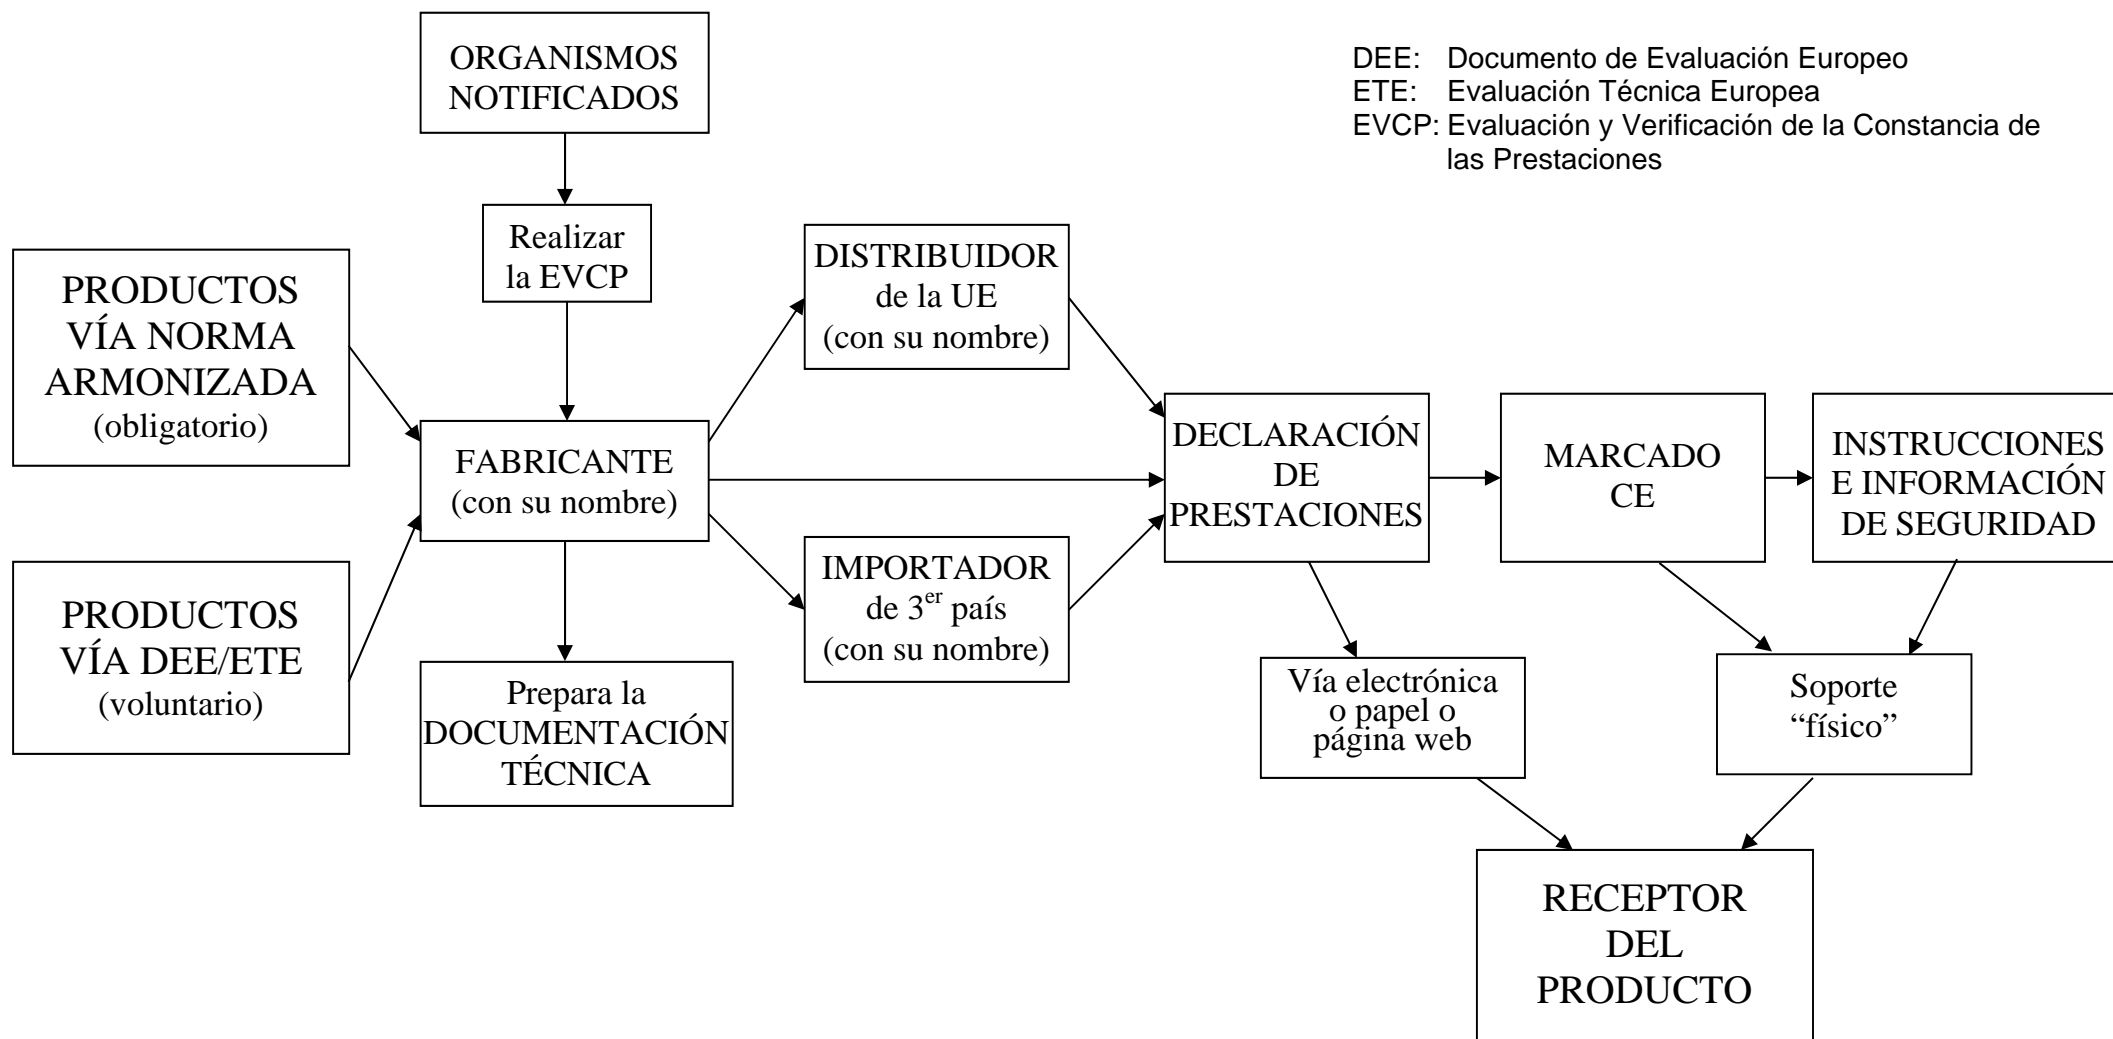 ORGANISMOS
NOTIFICADOS
DEE: Documento de Evaluación Europeo
ETE: Evaluación Técnica Europea
EVCP: Evaluación y Verificación de la Constancia de
las Prestaciones
Realizar
la EVCP
PRODUCTOS
VÍA NORMA
ARMONIZADA
(obligatorio)
DISTRIBUIDOR
de la UE
(con su nombre)
FABRICANTE
(con su nombre)
DECLARACIÓN
DE
PRESTACIONES
MARCADO
CE
INSTRUCCIONES
E INFORMACIÓN
DE SEGURIDAD
PRODUCTOS
VÍA DEE/ETE
(voluntario)
IMPORTADOR
de 3er país
(con su nombre)
Prepara la
DOCUMENTACIÓN
TÉCNICA
Vía electrónica
o papel o
página web
Soporte
“físico”
RECEPTOR
DEL
PRODUCTO